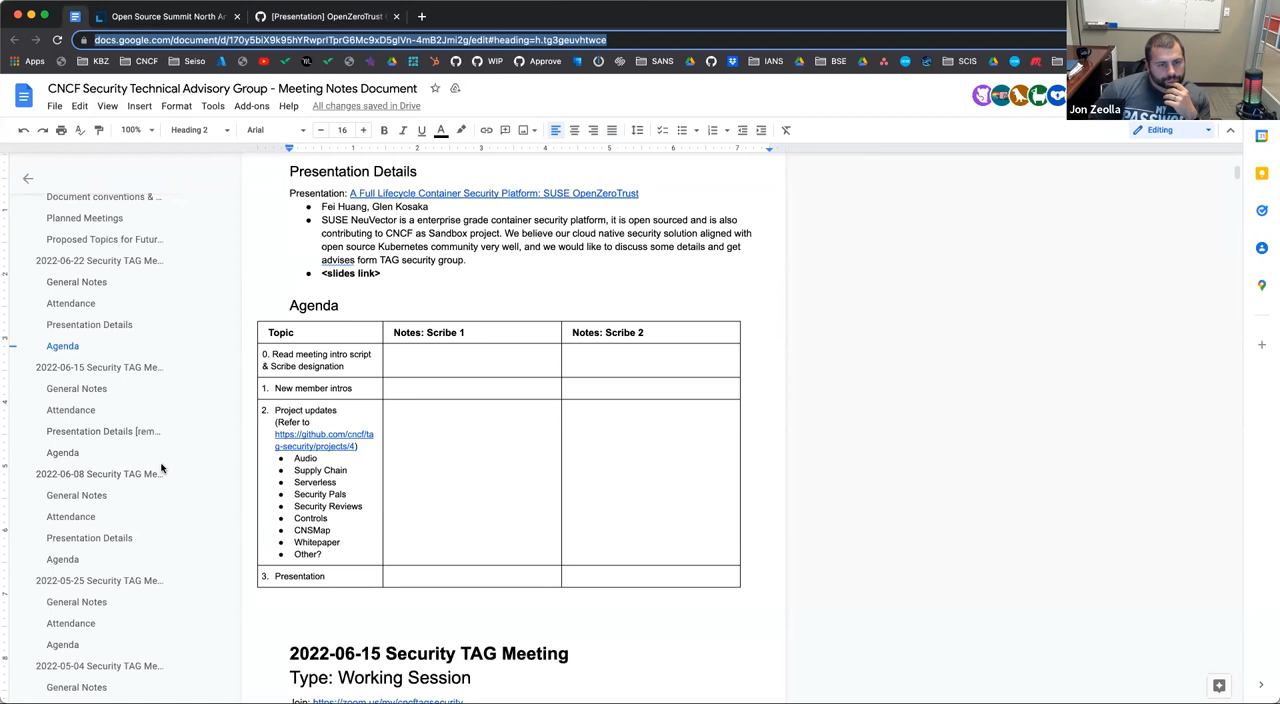 Open Source Summit North Ar
[Presentation] OpenZeroTrust
docs.google.com/document/d/170y5biX9k95hYRwprITprG6Mc9xD5glVn-4mB2Jmi2g/edit#heading=h.tg3geuvhtwce
Apps
KBZ
CNCF
Seiso
WIP
Approve
SANS
IANS
BSE
SCIS
CNCF Security Technical Advisory Group - Meeting Notes Document
File Edit View Insert Format Tools Add-ons Help All changes saved in Drive
100% Heading 2 Arial 16 Editing
Jon Zeolla
Document conventions & ...
Planned Meetings
Proposed Topics for Futur...
2022-06-22 Security TAG Me...
General Notes
Attendance
Presentation Details
Agenda
2022-06-15 Security TAG Me...
General Notes
Attendance
Presentation Details [rem...
Agenda
2022-06-08 Security TAG Me...
General Notes
Attendance
Presentation Details
Agenda
2022-05-25 Security TAG Me...
General Notes
Attendance
Agenda
2022-05-04 Security TAG Me...
General Notes
Presentation Details
Presentation: A Full Lifecycle Container Security Platform: SUSE OpenZeroTrust
● Fei Huang, Glen Kosaka
● SUSE NeuVector is a enterprise grade container security platform, it is open sourced and is also
contributing to CNCF as Sandbox project. We believe our cloud native security solution aligned with
open source Kubernetes community very well, and we would like to discuss some details and get
advises form TAG security group.
● <slides link>
Agenda
Topic Notes: Scribe 1 Notes: Scribe 2
0. Read meeting intro script
& Scribe designation
1. New member intros
2. Project updates
(Refer to
https://github.com/cncf/ta
g-security/projects/4)
● Audio
● Supply Chain
● Serverless
● Security Pals
● Security Reviews
● Controls
● CNSMap
● Whitepaper
● Other?
3. Presentation
2022-06-15 Security TAG Meeting
Type: Working Session
Join: https://zoom.us/my/cncftagsecurity